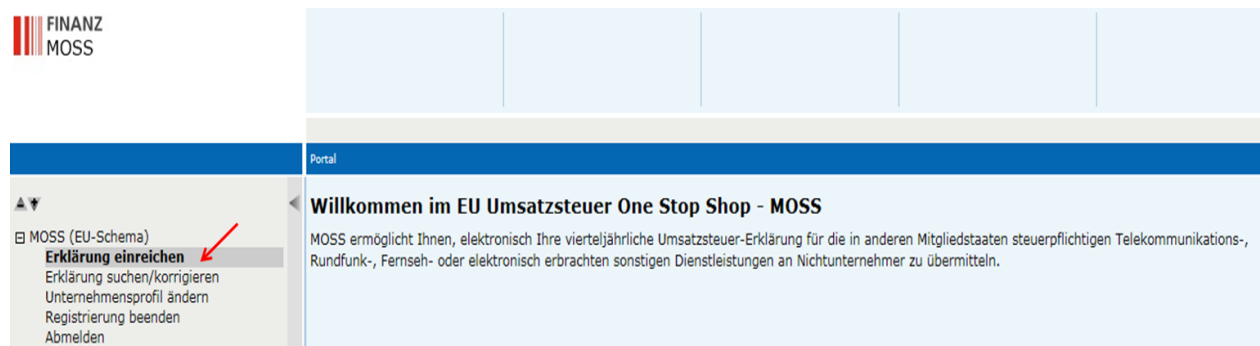 FINANZ
MOSS
Portal
MOSS (EU-Schema)
Erklärung einreichen
Erklärung suchen/korrigieren
Unternehmensprofil ändern
Registrierung beenden
Abmelden
Willkommen im EU Umsatzsteuer One Stop Shop - MOSS
MOSS ermöglicht Ihnen, elektronisch Ihre vierteljährliche Umsatzsteuer-Erklärung für die in anderen Mitgliedstaaten steuerpflichtigen Telekommunikations-,
Rundfunk-, Fernseh- oder elektronisch erbrachten sonstigen Dienstleistungen an Nichtunternehmer zu übermitteln.